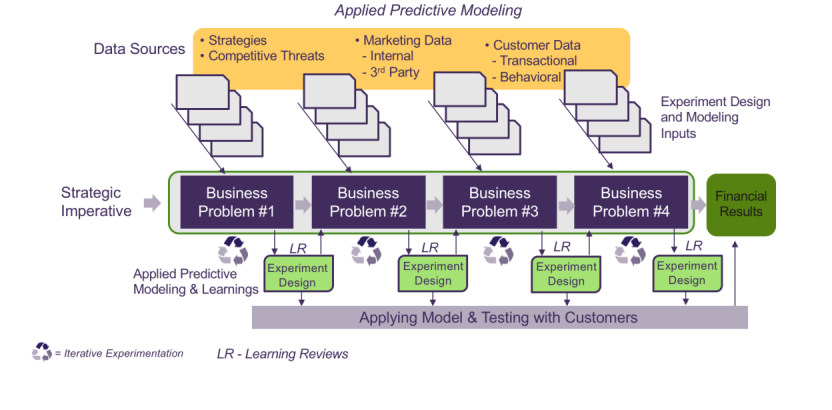 Applied Predictive Modeling
Data Sources
• Strategies
• Competitive Threats
• Marketing Data
- Internal
- 3rd Party
• Customer Data
- Transactional
- Behavioral
Experiment Design
and Modeling
Inputs
Strategic
Imperative
Business
Problem #1
Business
Problem #2
Business
Problem #3
Business
Problem #4
Financial
Results
LR
LR
LR
LR
Applied Predictive
Modeling & Learnings
Experiment
Design
Experiment
Design
Experiment
Design
Experiment
Design
Applying Model & Testing with Customers
= Iterative Experimentation
LR - Learning Reviews